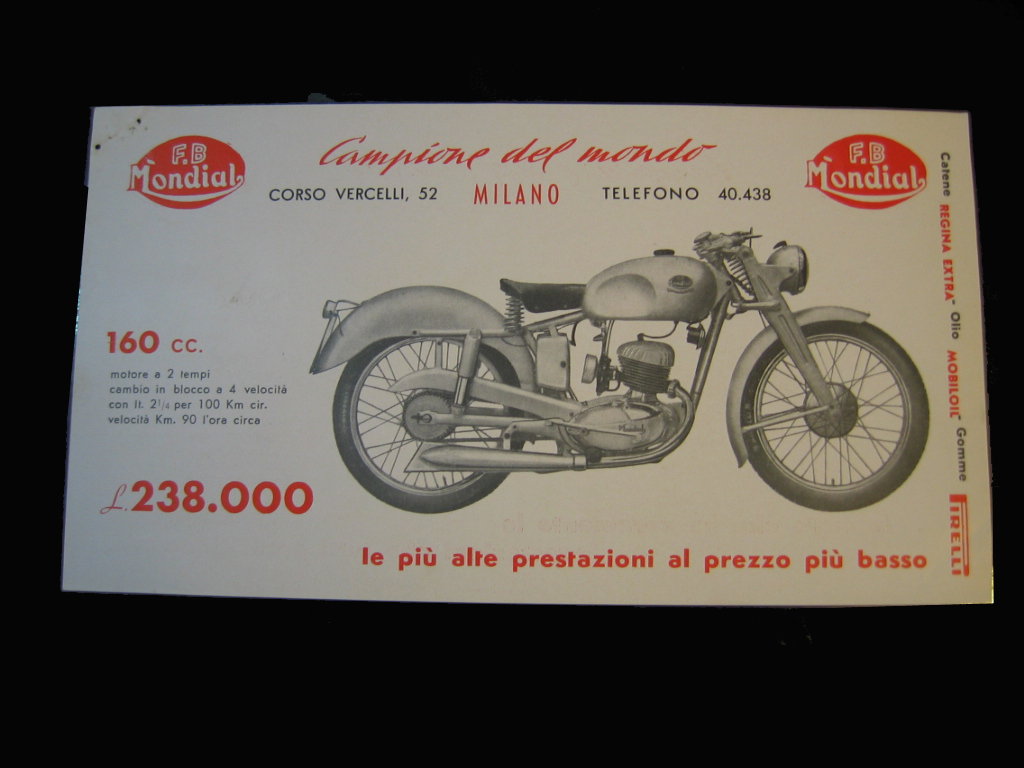 F.B
Mondial
Campione del mondo
CORSO VERCELLI, 52 MILANO TELEFONO 40.438
F.B
Mondial
160 cc.
motore a 2 tempi
cambio in blocco a 4 velocità
con lt. 2¼ per 100 Km cir.
velocità Km. 90 l'ora circa
L. 238.000
le più alte prestazioni al prezzo più basso
Catene REGINA EXTRA - Olio MOBILOIL - Gomme PIRELLI
Mondial